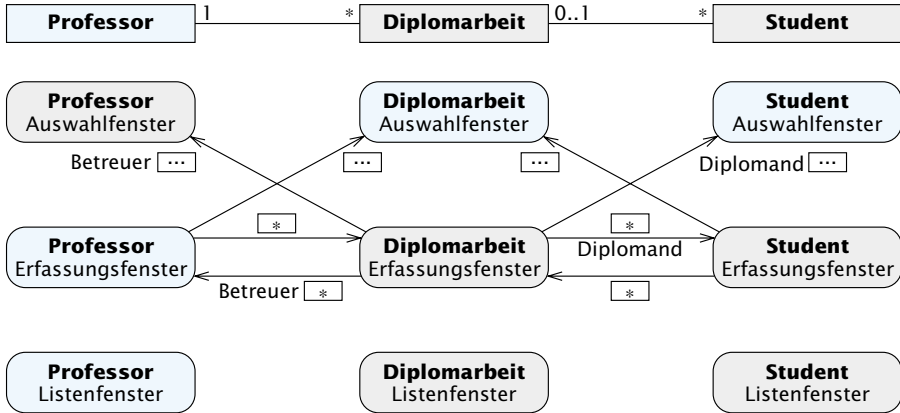 Professor 1 * Diplomarbeit 0..1 * Student
Professor Diplomarbeit Student
Auswahlfenster Auswahlfenster Auswahlfenster
Betreuer ... ... ... Diplomand ...
* *
Professor Diplomarbeit Diplomand Student
Erfassungsfenster Erfassungsfenster Erfassungsfenster
Betreuer * *
Professor Diplomarbeit Student
Listenfenster Listenfenster Listenfenster